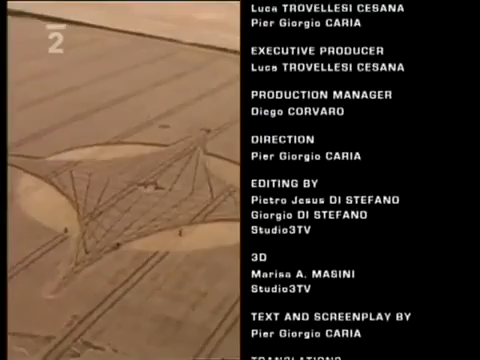 2
Luca TROVELLESI CESANA
Pier Giorgio CARIA
EXECUTIVE PRODUCER
Luca TROVELLESI CESANA
PRODUCTION MANAGER
Diego CORVARO
DIRECTION
Pier Giorgio CARIA
EDITING BY
Pietro Jesus DI STEFANO
Giorgio DI STEFANO
Studio3TV
3D
Marisa A. MASINI
Studio3TV
TEXT AND SCREENPLAY BY
Pier Giorgio CARIA
TRANSLATIONS